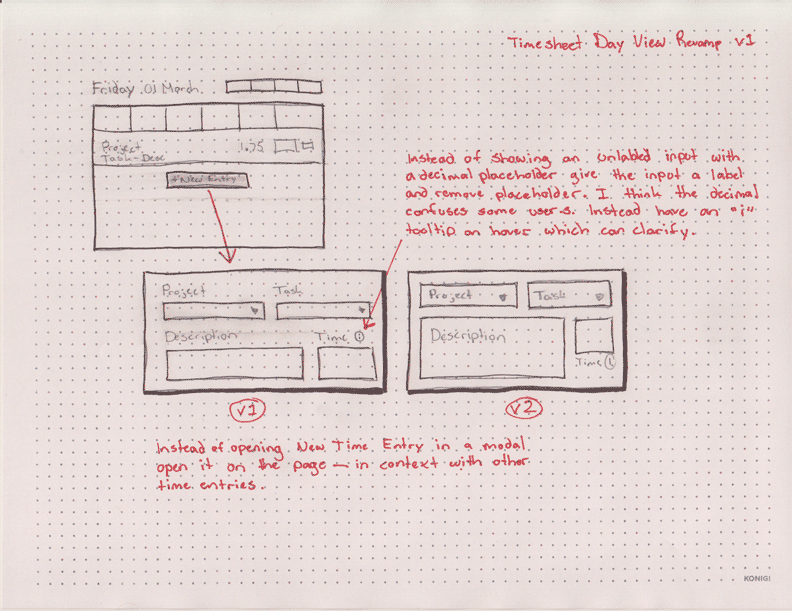 Timesheet Day View Revamp v1
Friday 01 March
Project
Task-Desc
1.75
+ New Entry
Instead of showing an unlabled input with
a decimal placeholder give the input a label
and remove placeholder. I think the decimal
confuses some users. Instead have an "i"
tooltip on hover which can clarify.
Project Task
Description Time i
v1
Project Task
Description
Time i
v2
Instead of opening New Time Entry in a modal
open it on the page – in context with other
time entries.
KONIGI